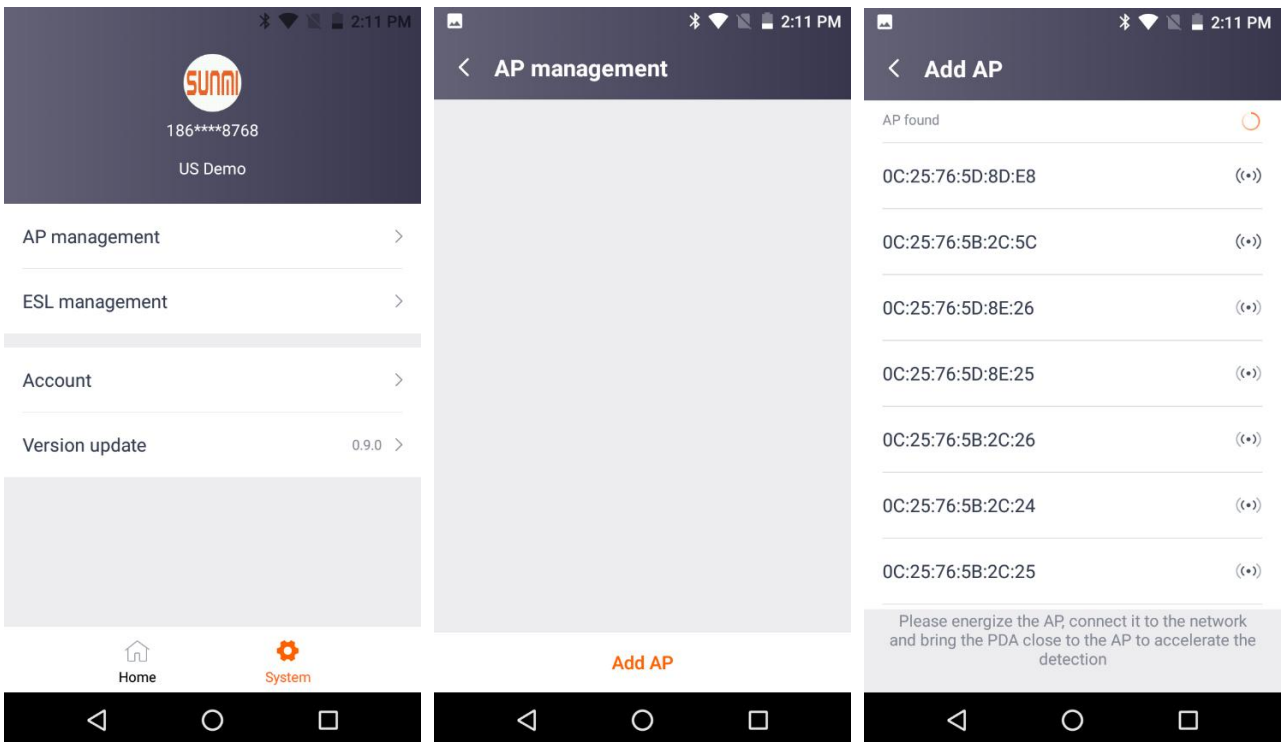 2:11 PM
SUNMI
186****8768
US Demo
AP management
ESL management
Account
Version update 0.9.0
Home System
2:11 PM
AP management
Add AP
2:11 PM
Add AP
AP found
0C:25:76:5D:8D:E8
0C:25:76:5B:2C:5C
0C:25:76:5D:8E:26
0C:25:76:5D:8E:25
0C:25:76:5B:2C:26
0C:25:76:5B:2C:24
0C:25:76:5B:2C:25
Please energize the AP, connect it to the network
and bring the PDA close to the AP to accelerate the
detection